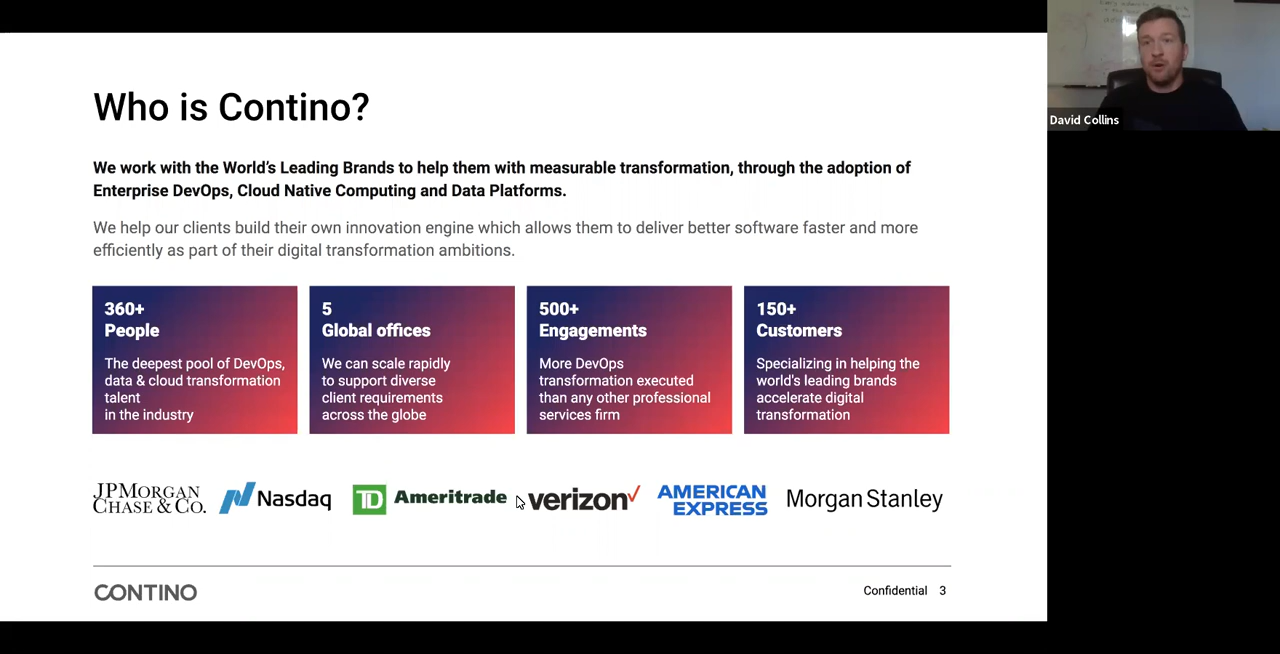 Who is Contino?
We work with the World's Leading Brands to help them with measurable transformation, through the adoption of
Enterprise DevOps, Cloud Native Computing and Data Platforms.
We help our clients build their own innovation engine which allows them to deliver better software faster and more
efficiently as part of their digital transformation ambitions.
360+
People
The deepest pool of DevOps,
data & cloud transformation
talent
in the industry
5
Global offices
We can scale rapidly
to support diverse
client requirements
across the globe
500+
Engagements
More DevOps
transformation executed
than any other professional
services firm
150+
Customers
Specializing in helping the
world's leading brands
accelerate digital
transformation
JPMORGAN
CHASE & CO.
Nasdaq
TD Ameritrade
verizon
AMERICAN
EXPRESS
Morgan Stanley
CONTINO
Confidential 3
David Collins